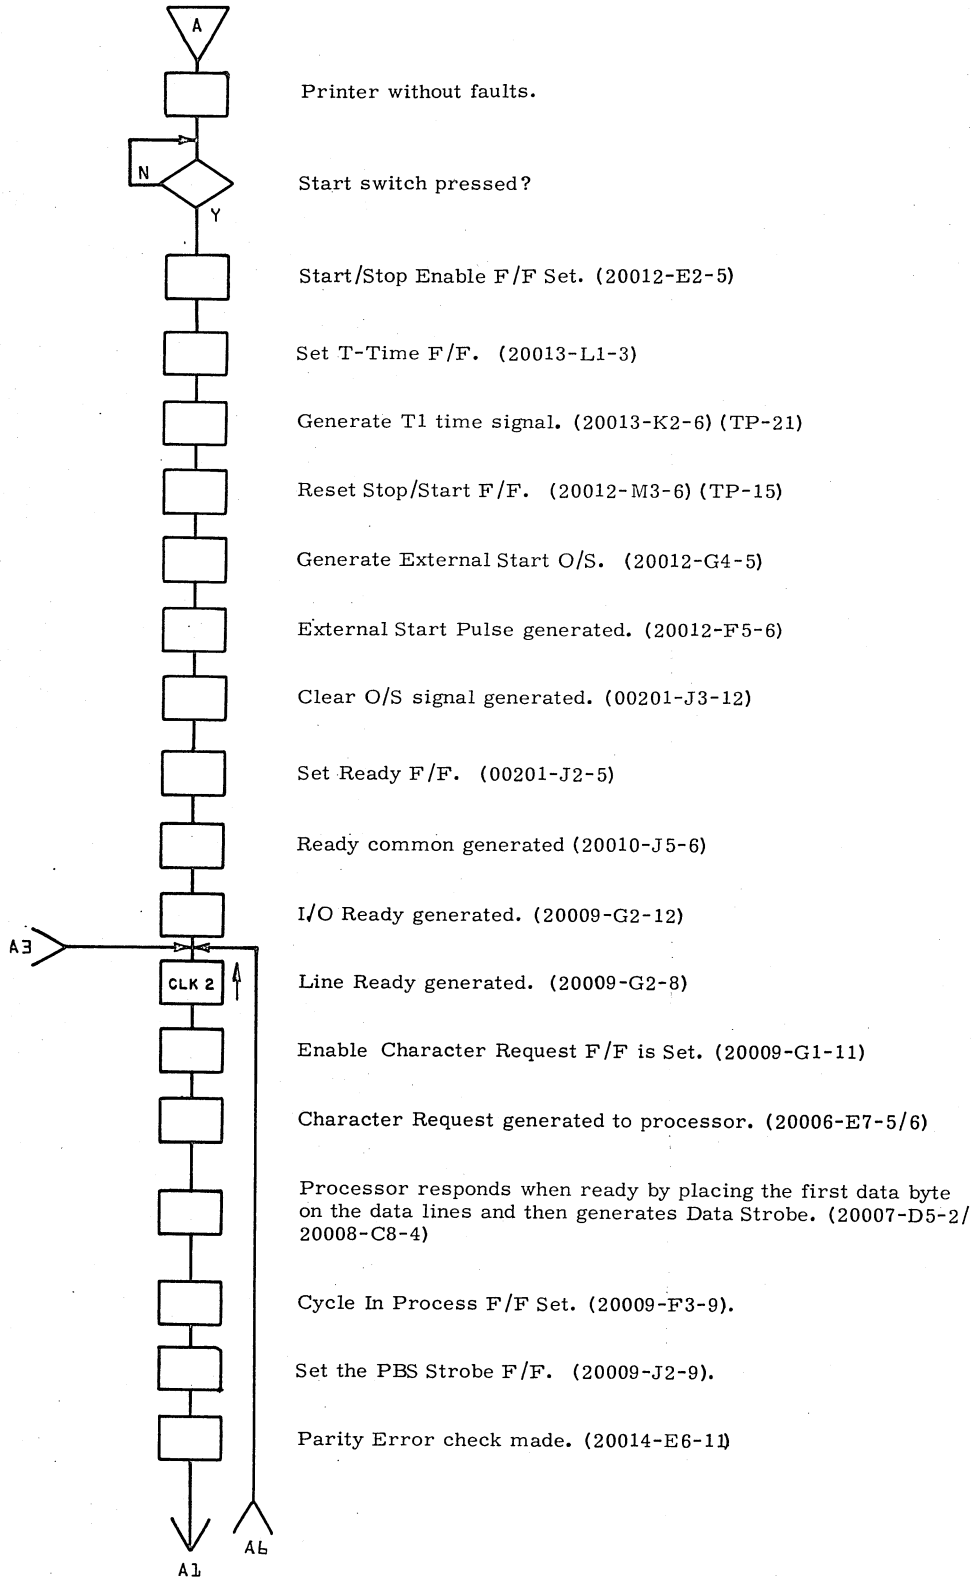 A
Printer without faults.
N
Start switch pressed?
Y
Start/Stop Enable F/F Set. (20012-E2-5)
Set T-Time F/F. (20013-L1-3)
Generate T1 time signal. (20013-K2-6) (TP-21)
Reset Stop/Start F/F. (20012-M3-6) (TP-15)
Generate External Start O/S. (20012-G4-5)
External Start Pulse generated. (20012-F5-6)
Clear O/S signal generated. (00201-J3-12)
Set Ready F/F. (00201-J2-5)
Ready common generated (20010-J5-6)
I/O Ready generated. (20009-G2-12)
A3
CLK 2
Line Ready generated. (20009-G2-8)
Enable Character Request F/F is Set. (20009-G1-11)
Character Request generated to processor. (20006-E7-5/6)
Processor responds when ready by placing the first data byte
on the data lines and then generates Data Strobe. (20007-D5-2/
20008-C8-4)
Cycle In Process F/F Set. (20009-F3-9).
Set the PBS Strobe F/F. (20009-J2-9).
Parity Error check made. (20014-E6-11)
A6
A1